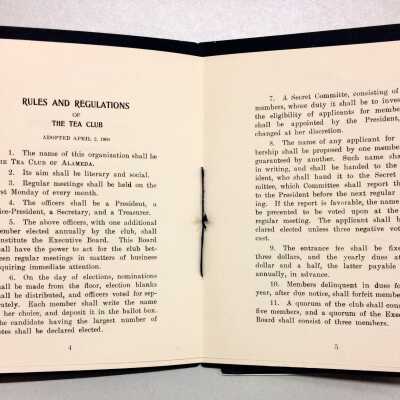 RULES AND REGULATIONS
OF
THE TEA CLUB
ADOPTED APRIL 2, 1900
1. The name of this organization shall be
THE TEA CLUB OF ALAMEDA.
2. Its aim shall be literary and social.
3. Regular meetings shall be held on the
rst Monday of every month.
4. The officers shall be a President, a
Vice-President, a Secretary, and a Treasurer.
5. The above officers, with one additional
ember elected annually by the club, shall
nstitute the Executive Board. This Board
all have the power to act for the club bet-
een regular meetings in matters of business
quiring immediate attention.
6. On the day of elections, nominations
all be made from the floor, election blanks
all be distributed, and officers voted for sep-
ately. Each member shall write the name
her choice, and deposit it in the ballot box.
he candidate having the largest number of
otes shall be declared elected.
4
7. A Secret Committe, consisting of
members, whose duty it shall be to inves
the eligibility of applicants for member
shall be appointed by the President,
changed at her discretion.
8. The name of any applicant for
bership shall be proposed by one membe
guaranteed by another. Such name sha
in writing, and shall be handed to the
ident, who shall hand it to the Secret
mittee, which Committee shall report th
to the President before the next regular
ing. If the report is favorable, the name
be presented to be voted upon at the
regular meeting. The applicant shall b
clared elected unless three negative vote
cast.
9. The entrance fee shall be fixe
three dollars, and the yearly dues at
dollar and a half, the latter payable
annually, in advance.
10. Members delinquent in dues fo
year, after due notice, shall forfeit memberi
11. A quorum of the club shall cons
five members, and a quorum of the Exec
Board shall consist of three members.
5